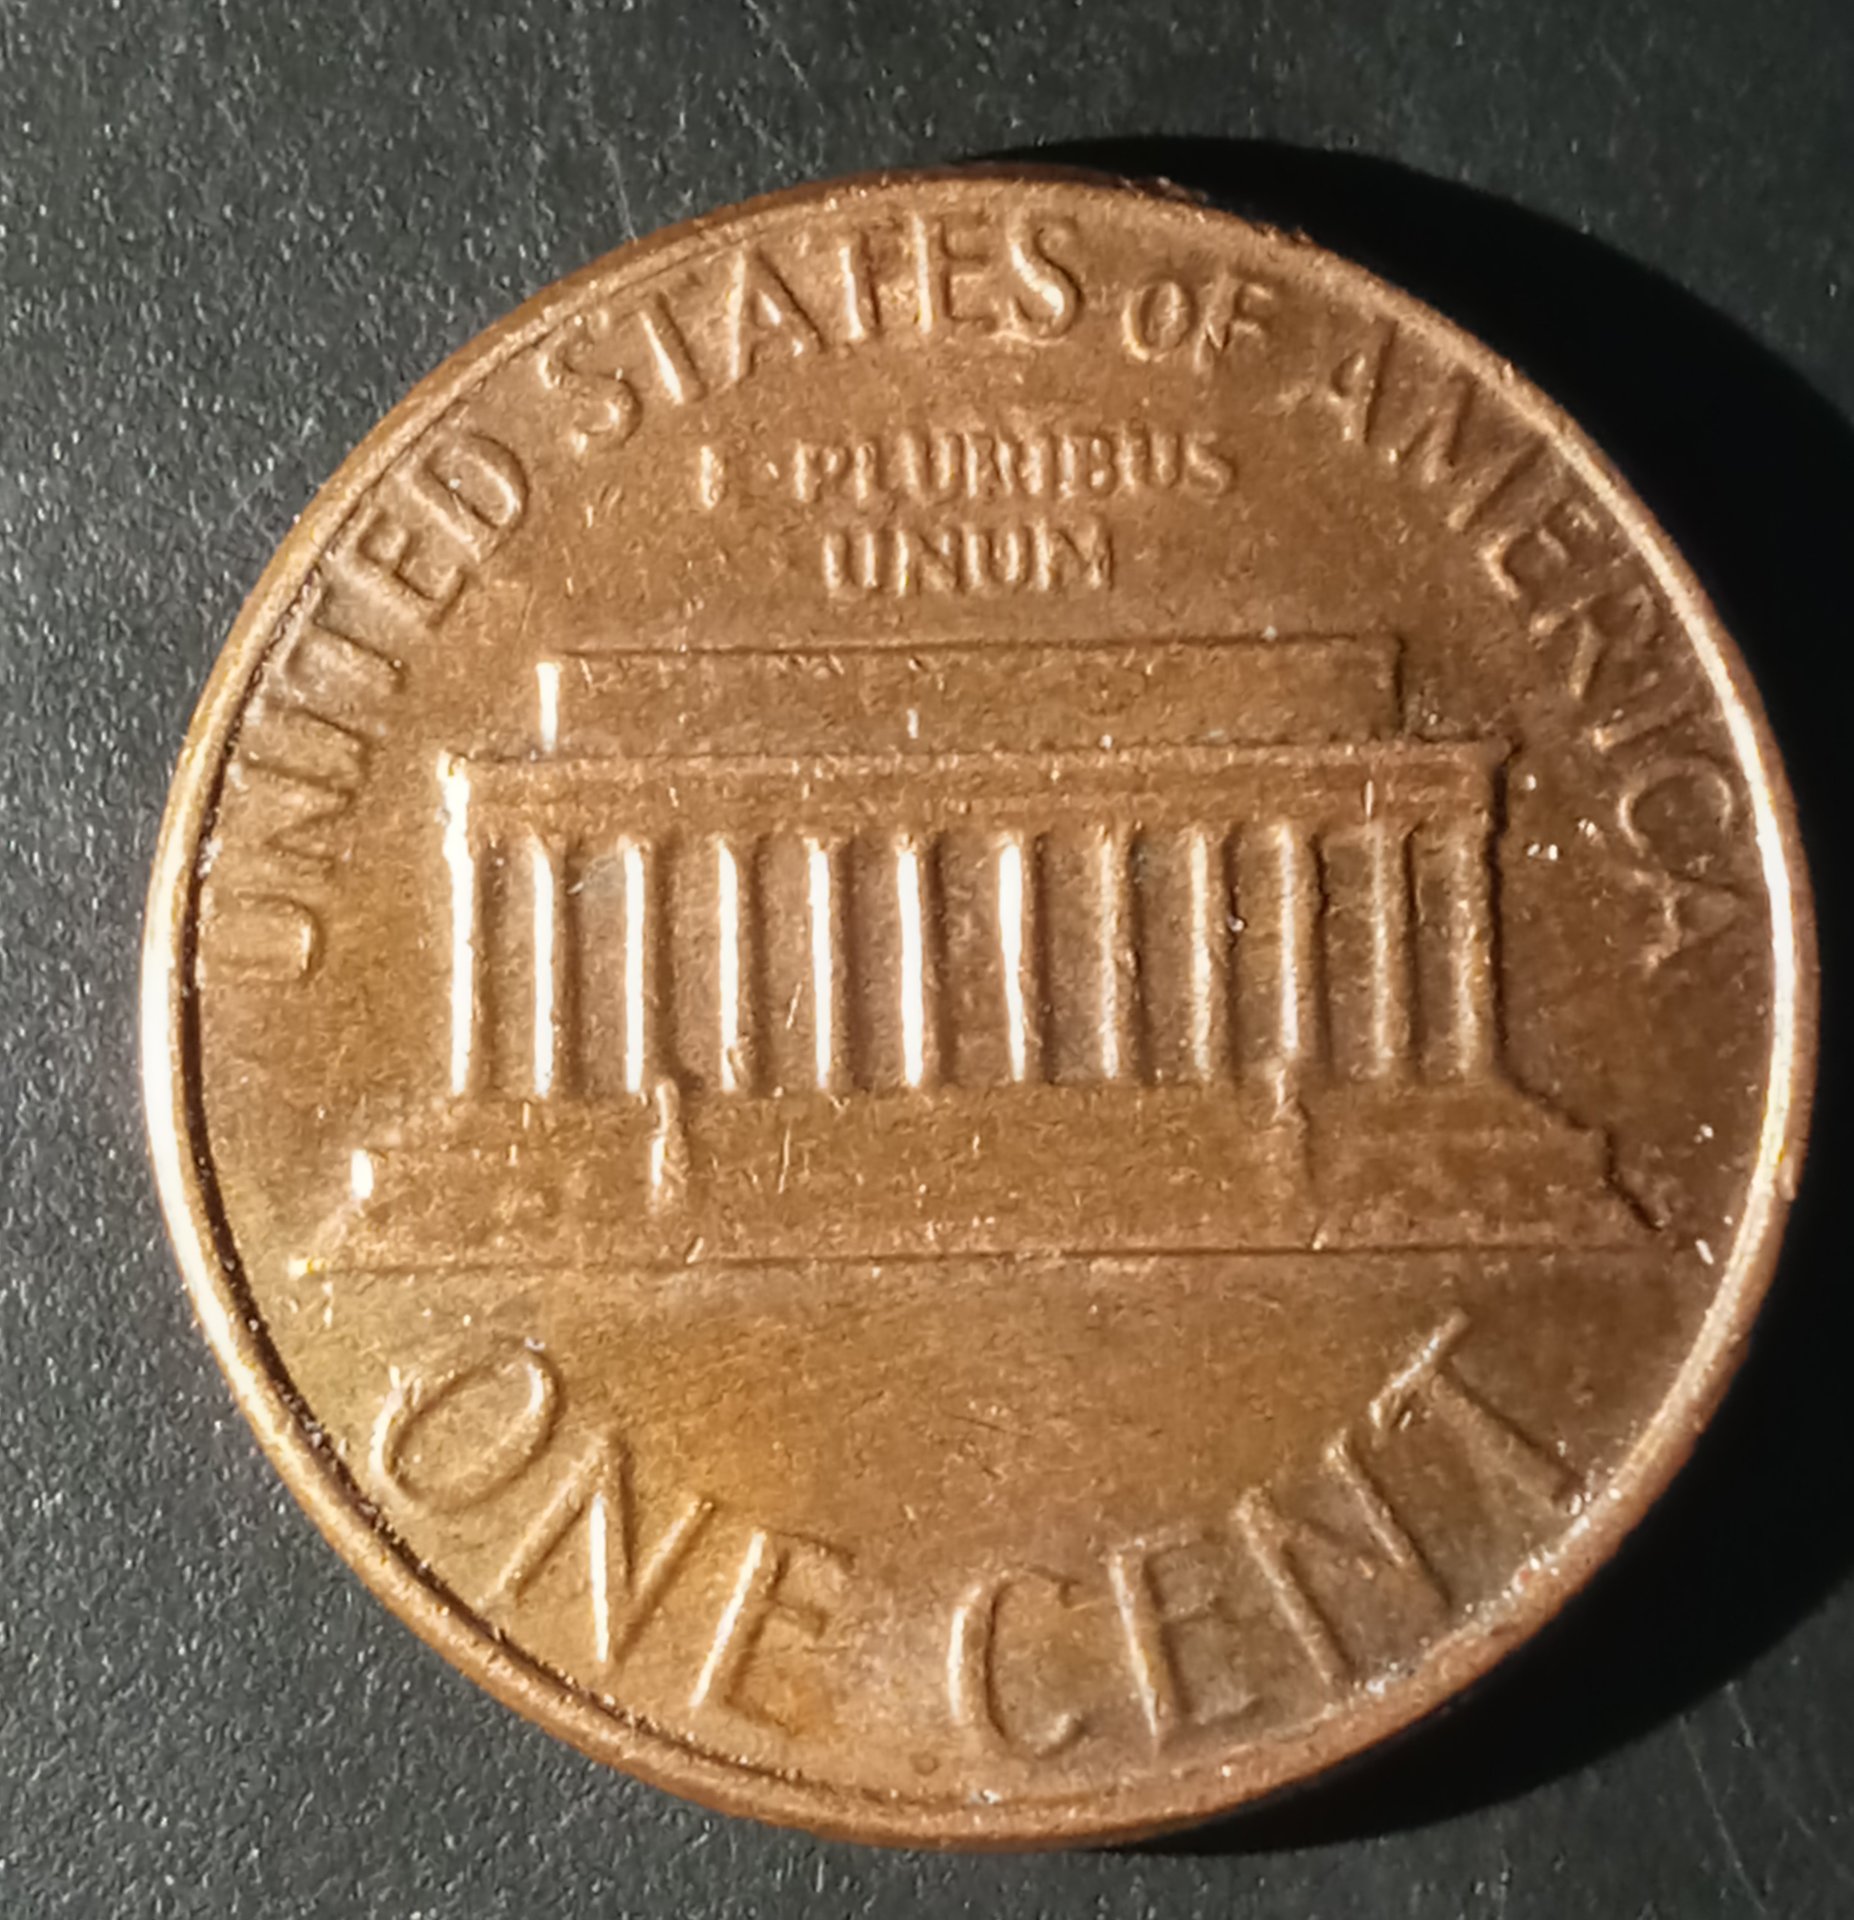 UNITED STATES OF AMERICA
E · PLURIBUS
UNUM
ONE CENT